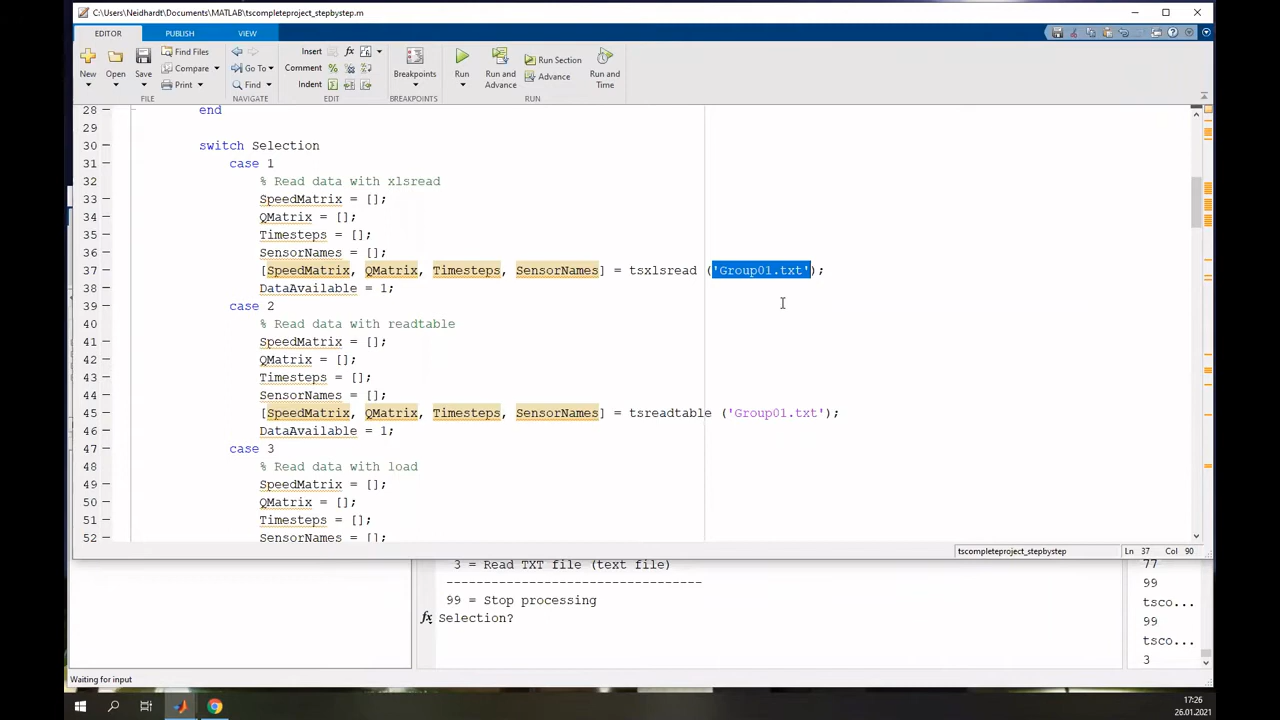 C:\Users\Neidhardt\Documents\MATLAB\tscompleteproject_stepbystep.m
EDITOR PUBLISH VIEW
New Open Save Find Files Compare Print Go To Find Insert fx Comment Indent Breakpoints Run Run and Advance Run Section Advance Run and Time
FILE NAVIGATE EDIT BREAKPOINTS RUN
28 end
29
30 switch Selection
31 case 1
32 % Read data with xlsread
33 SpeedMatrix = [];
34 QMatrix = [];
35 Timesteps = [];
36 SensorNames = [];
37 [SpeedMatrix, QMatrix, Timesteps, SensorNames] = tsxlsread ('Group01.txt');
38 DataAvailable = 1;
39 case 2
40 % Read data with readtable
41 SpeedMatrix = [];
42 QMatrix = [];
43 Timesteps = [];
44 SensorNames = [];
45 [SpeedMatrix, QMatrix, Timesteps, SensorNames] = tsreadtable ('Group01.txt');
46 DataAvailable = 1;
47 case 3
48 % Read data with load
49 SpeedMatrix = [];
50 QMatrix = [];
51 Timesteps = [];
52 SensorNames = [];
tscompleteproject_stepbystep Ln 37 Col 90
3 = Read TXT file (text file) 77
--------------------------------- 99
99 = Stop processing tsco...
fx Selection? 99
tsco...
3
Waiting for input
17:26
26.01.2021